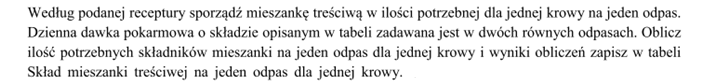 Według podanej receptury sporządź mieszankę treściwą w ilości potrzebnej dla jednej krowy na jeden odpas.
Dzienna dawka pokarmowa o składzie opisanym w tabeli zadawana jest w dwóch równych odpasach. Oblicz
ilość potrzebnych składników mieszanki na jeden odpas dla jednej krowy i wyniki obliczeń zapisz w tabeli
Skład mieszanki treściwej na jeden odpas dla jednej krowy.